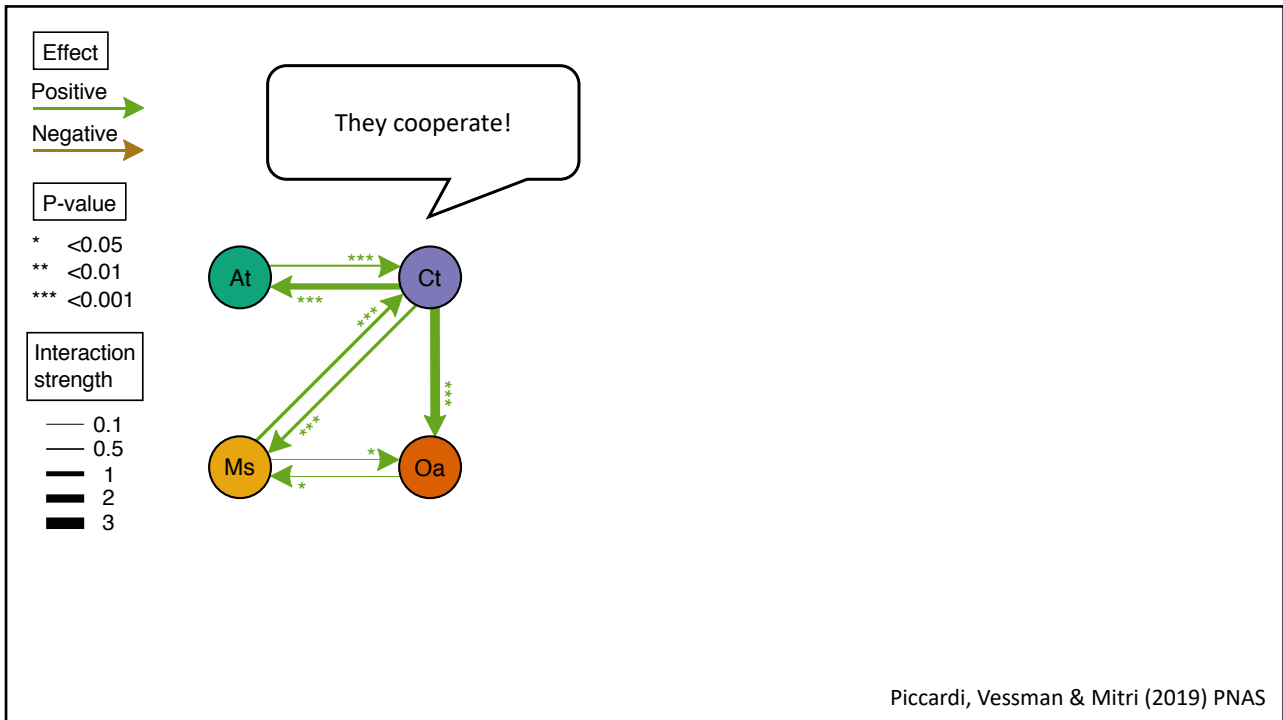 Effect
Positive
Negative
P-value
* <0.05
** <0.01
*** <0.001
Interaction
strength
0.1
0.5
1
2
3
They cooperate!
At
***
***
Ct
***
***
***
Ms
*
*
Oa
Piccardi, Vessman & Mitri (2019) PNAS